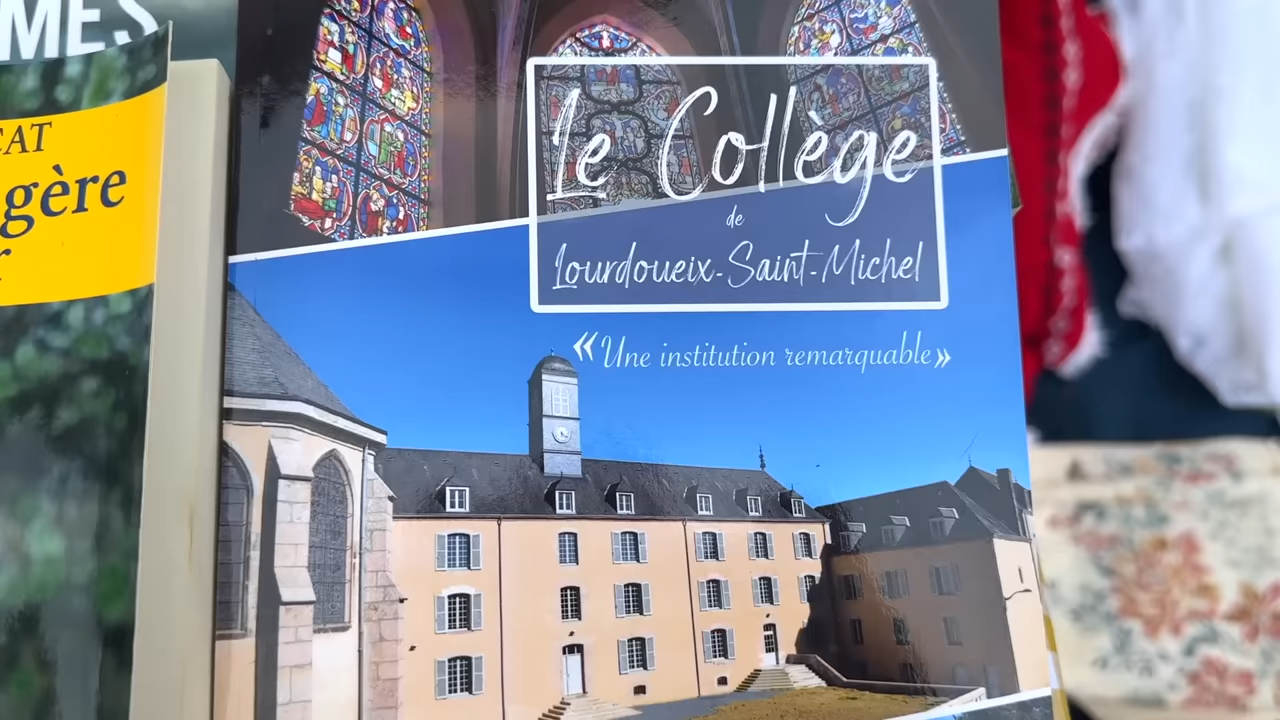 MES
CAT
gère
Le Collège
de
Lourdoueix-Saint-Michel
«Une institution remarquable»